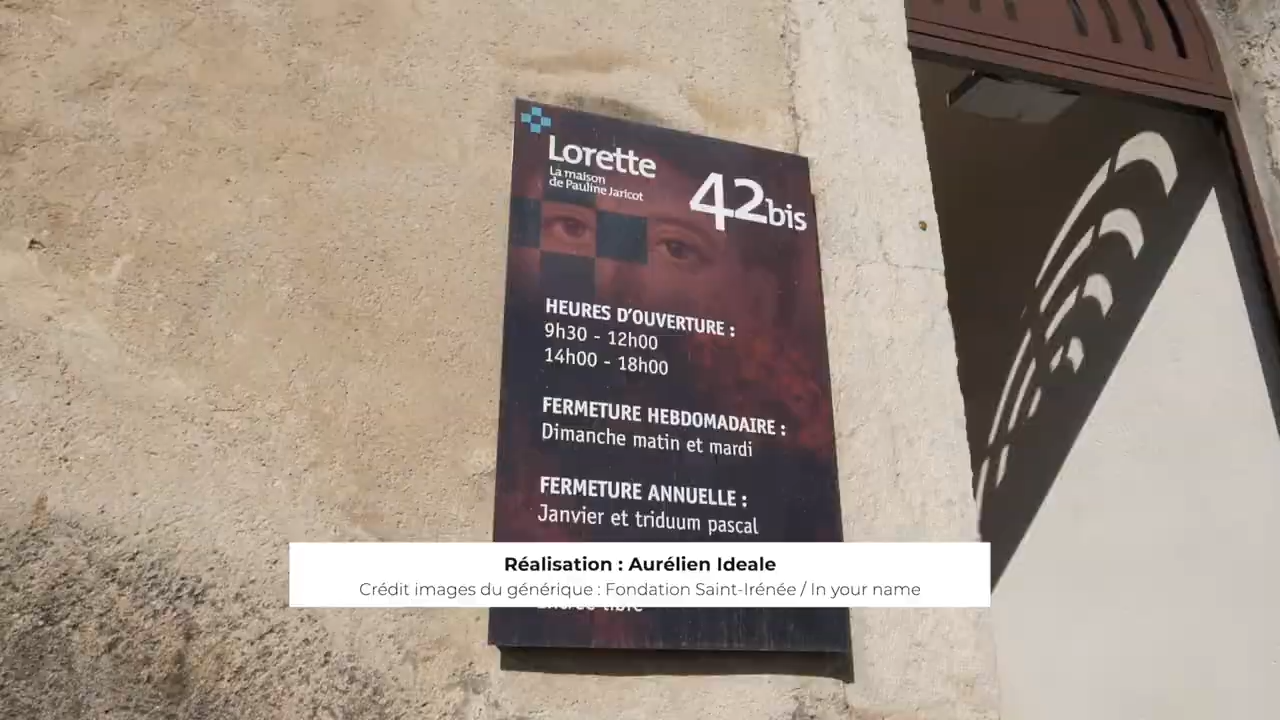 Lorette
La maison
de Pauline Jaricot
42bis
HEURES D'OUVERTURE :
9h30 - 12h00
14h00 - 18h00
FERMETURE HEBDOMADAIRE :
Dimanche matin et mardi
FERMETURE ANNUELLE :
Janvier et triduum pascal
Réalisation : Aurélien Ideale
Crédit images du générique : Fondation Saint-Irénée / In your name
Entrée libre